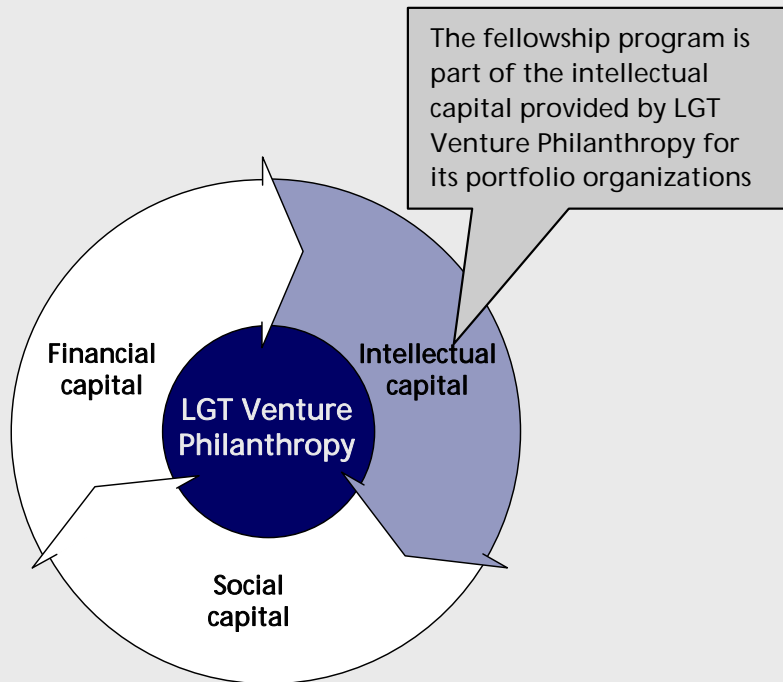 The fellowship program is
part of the intellectual
capital provided by LGT
Venture Philanthropy for
its portfolio organizations
Financial
capital
Intellectual
capital
LGT Venture
Philanthropy
Social
capital